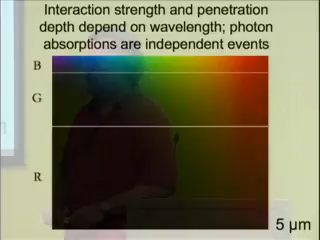 Interaction strength and penetration
depth depend on wavelength; photon
absorptions are independent events
B
G
R
5 µm